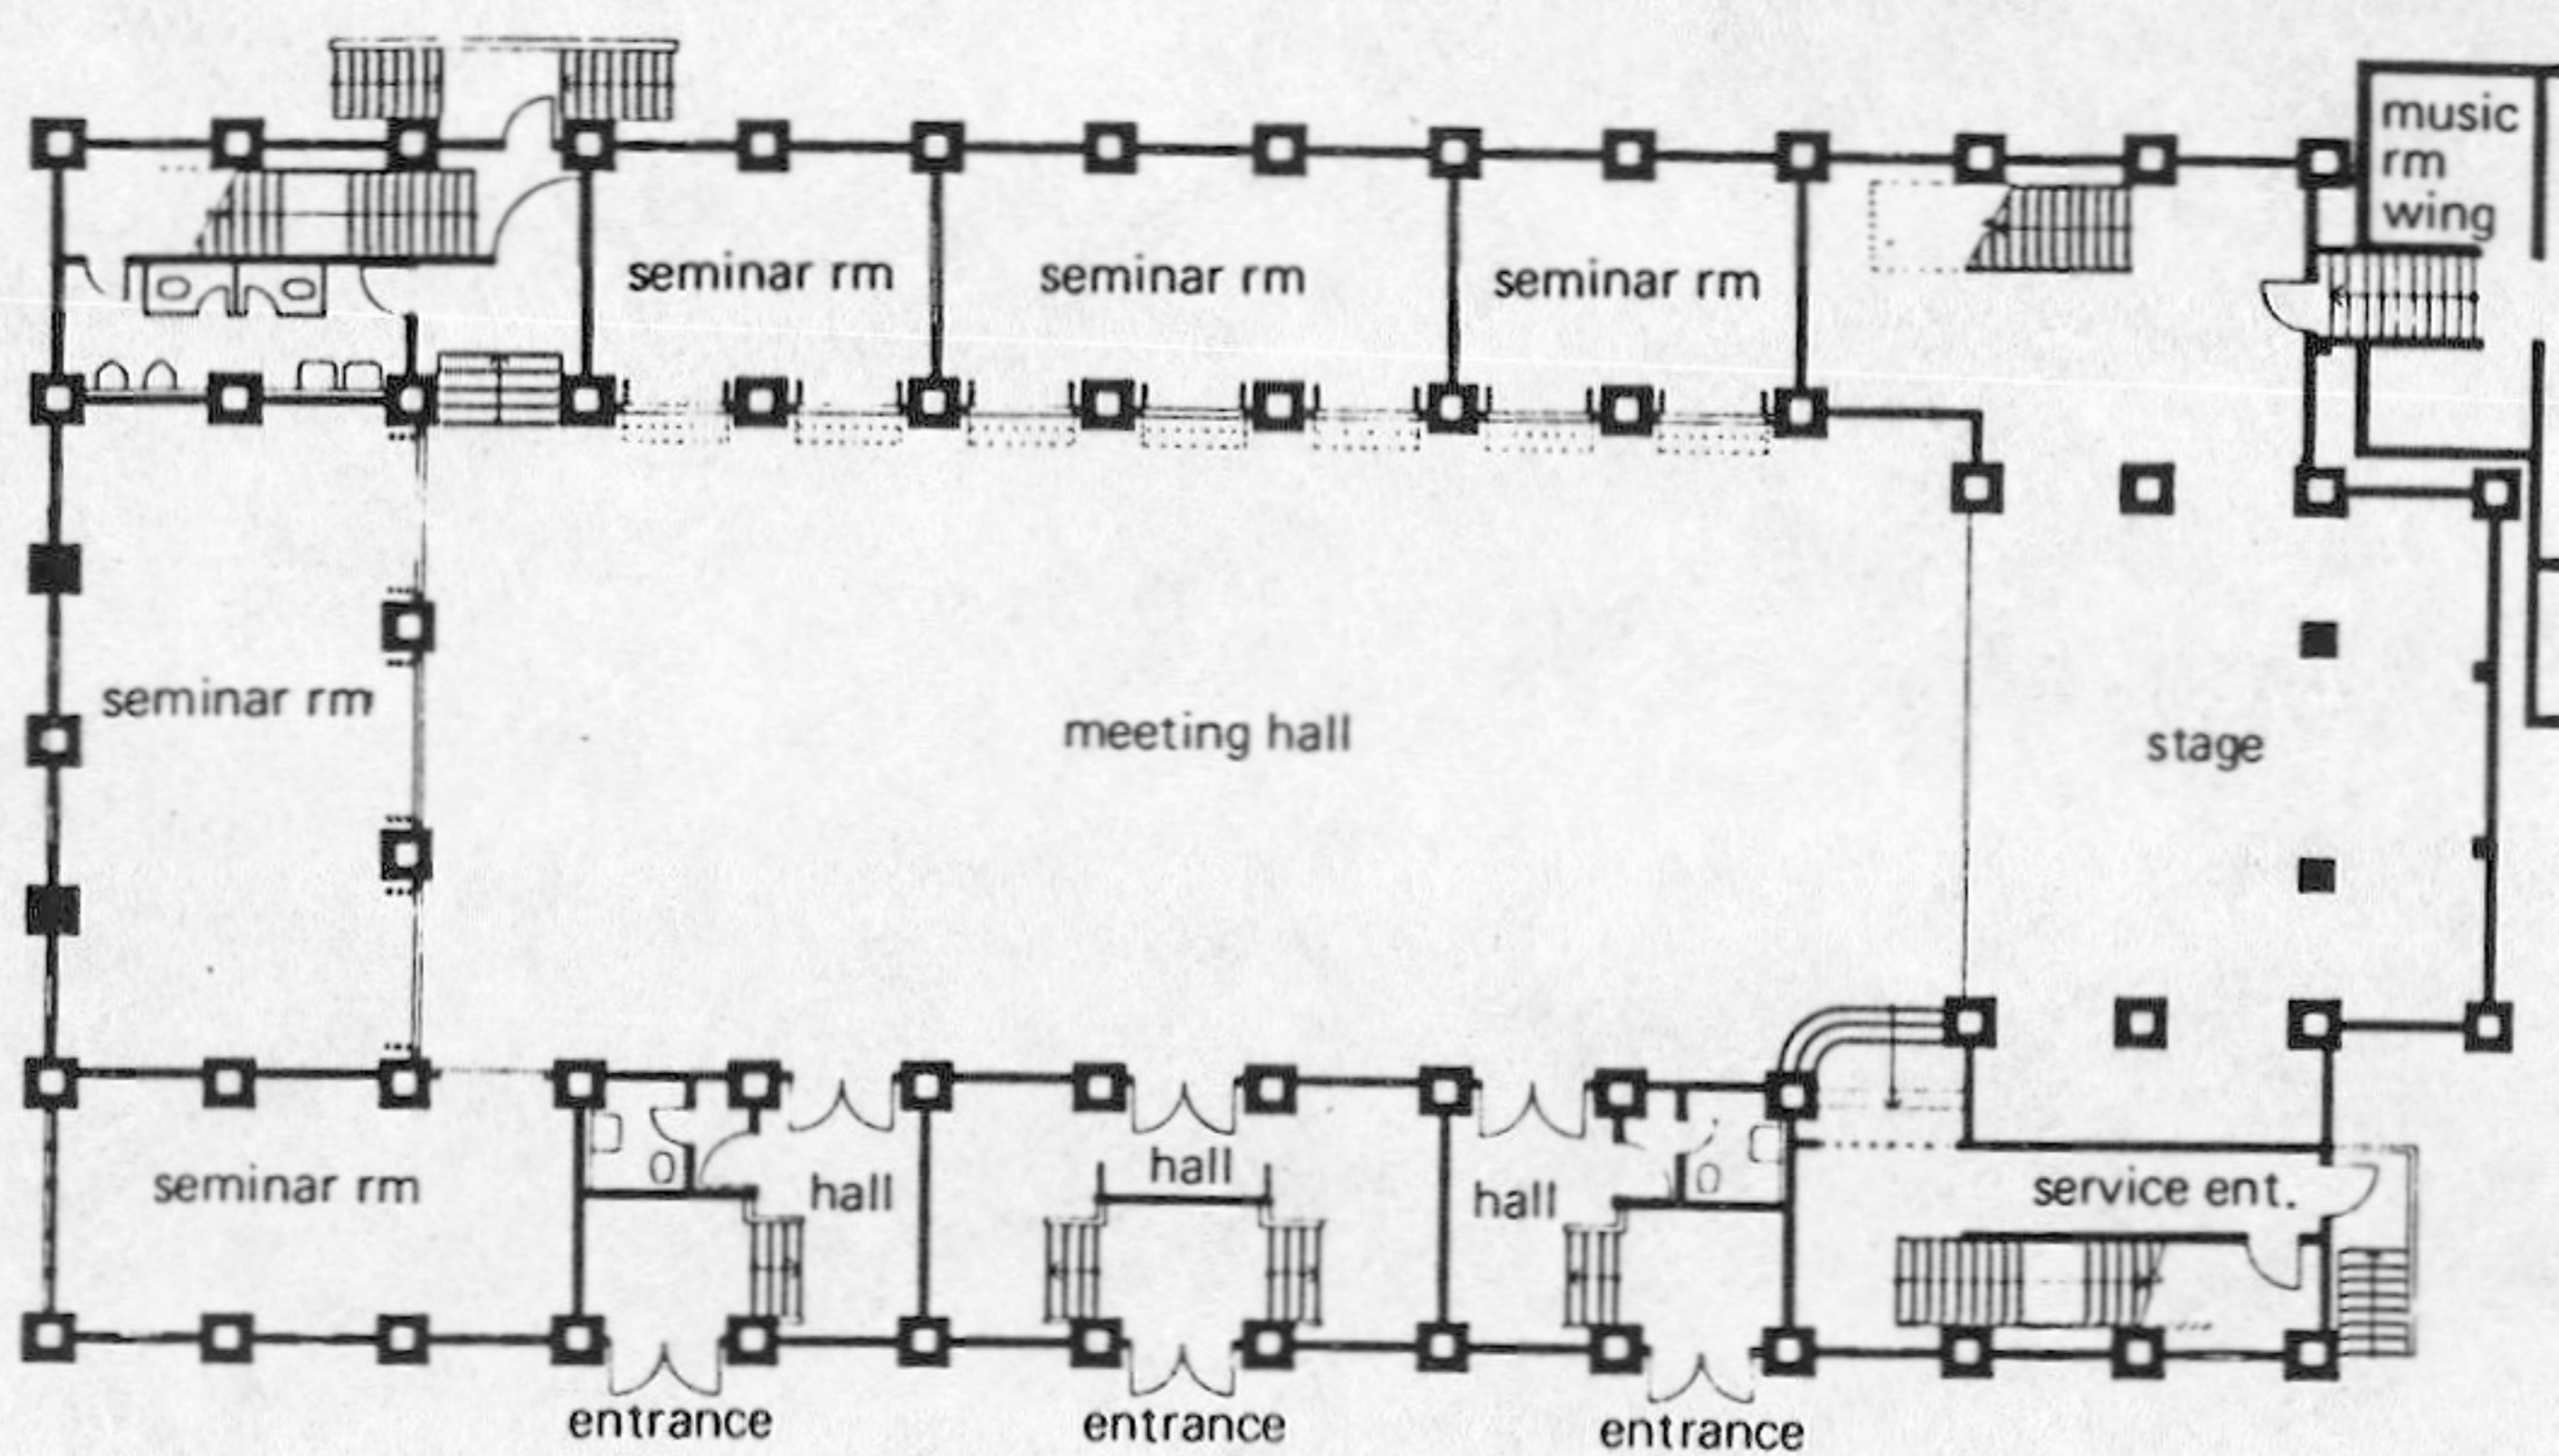 music
rm
wing
seminar rm
seminar rm
seminar rm
seminar rm
meeting hall
stage
hall
hall
hall
seminar rm
service ent.
entrance
entrance
entrance